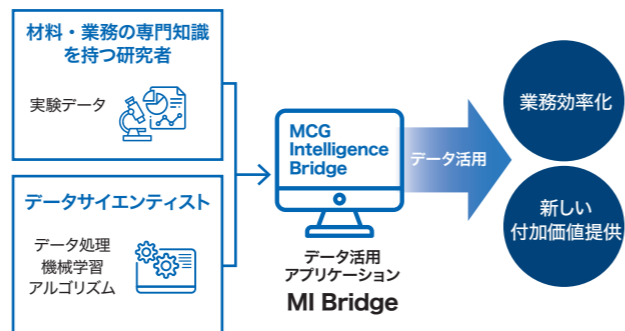 材料・業務の専門知識
を持つ研究者
実験データ
データサイエンティスト
データ処理
機械学習
アルゴリズム
MCG
Intelligence
Bridge
データ活用
アプリケーション
MI Bridge
データ活用
業務効率化
新しい
付加価値提供